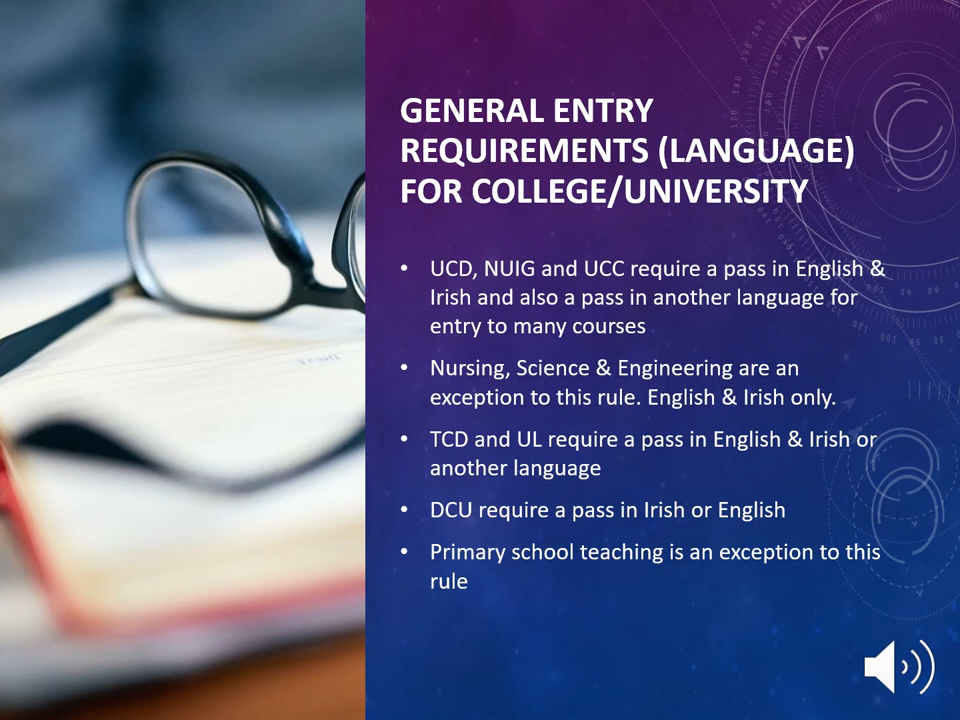 GENERAL ENTRY
REQUIREMENTS (LANGUAGE)
FOR COLLEGE/UNIVERSITY
• UCD, NUIG and UCC require a pass in English &
Irish and also a pass in another language for
entry to many courses
• Nursing, Science & Engineering are an
exception to this rule. English & Irish only.
• TCD and UL require a pass in English & Irish or
another language
• DCU require a pass in Irish or English
• Primary school teaching is an exception to this
rule